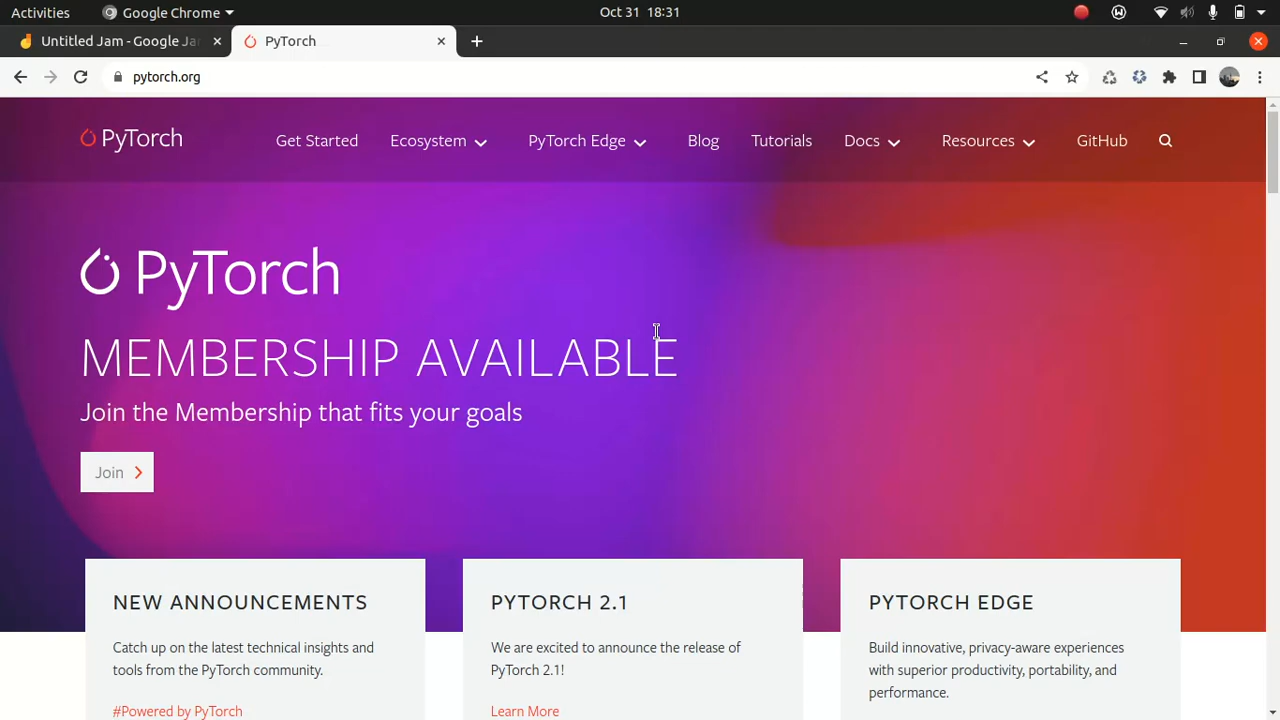 Activities
Google Chrome
Oct 31 18:31
Untitled Jam - Google Ja
PyTorch
pytorch.org
PyTorch
Get Started
Ecosystem
PyTorch Edge
Blog
Tutorials
Docs
Resources
GitHub
PyTorch
MEMBERSHIP AVAILABLE
Join the Membership that fits your goals
Join
NEW ANNOUNCEMENTS
Catch up on the latest technical insights and
tools from the PyTorch community.
#Powered by PyTorch
PYTORCH 2.1
We are excited to announce the release of
PyTorch 2.1!
Learn More
PYTORCH EDGE
Build innovative, privacy-aware experiences
with superior productivity, portability, and
performance.